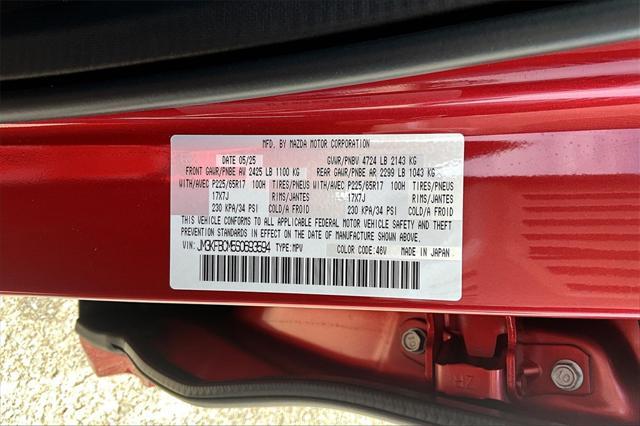 MFD. BY MAZDA MOTOR CORPORATION
DATE 05/25 GVWR/PNBV 4724 LB 2143 KG
FRONT GAWR/PNBE AV 2425 LB 1100 KG REAR GAWR/PNBE AR 2299 LB 1043 KG
WITH/AVEC P225/65R17 100H TIRES/PNEUS WITH/AVEC P225/65R17 100H TIRES/PNEUS
17X7J RIMS/JANTES 17X7J RIMS/JANTES
230 KPA/34 PSI COLD/A FROID 230 KPA/34 PSI COLD/A FROID
THIS VEHICLE CONFORMS TO ALL APPLICABLE FEDERAL MOTOR VEHICLE SAFETY AND THEFT
PREVENTION STANDARDS IN EFFECT ON THE DATE OF MANUFACTURE SHOWN ABOVE.
VIN: JM3KFBCM5S0693594 TYPE:MPV COLOR CODE:46V MADE IN JAPAN